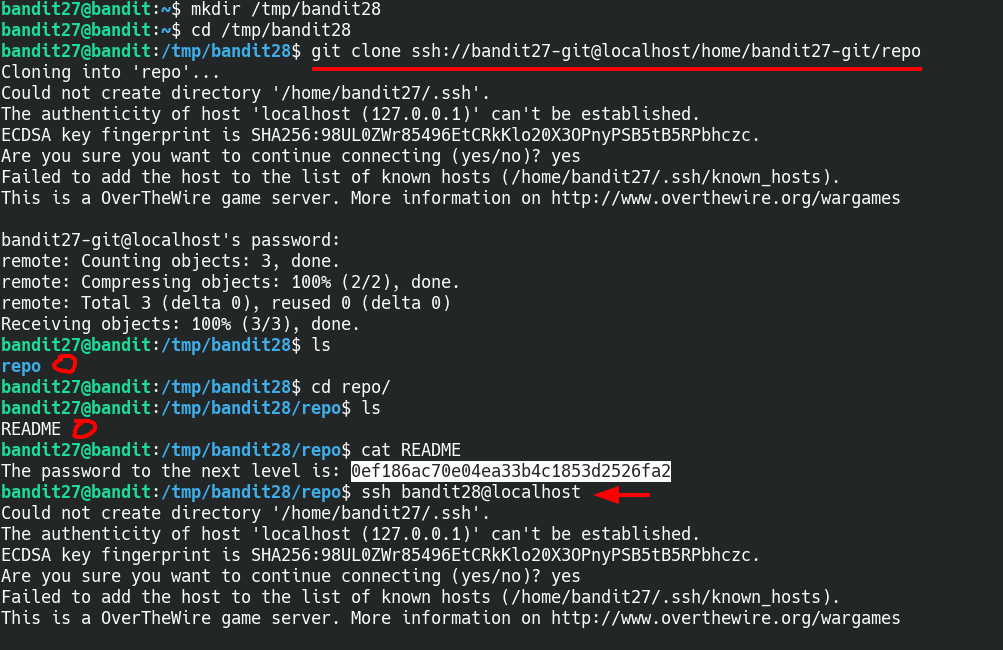 bandit27@bandit:~$ mkdir /tmp/bandit28
bandit27@bandit:~$ cd /tmp/bandit28
bandit27@bandit:/tmp/bandit28$ git clone ssh://bandit27-git@localhost/home/bandit27-git/repo
Cloning into 'repo'...
Could not create directory '/home/bandit27/.ssh'.
The authenticity of host 'localhost (127.0.0.1)' can't be established.
ECDSA key fingerprint is SHA256:98UL0ZWr85496EtCRkKlo20X3OPnyPSB5tB5RPbhczc.
Are you sure you want to continue connecting (yes/no)? yes
Failed to add the host to the list of known hosts (/home/bandit27/.ssh/known_hosts).
This is a OverTheWire game server. More information on http://www.overthewire.org/wargames
bandit27-git@localhost's password:
remote: Counting objects: 3, done.
remote: Compressing objects: 100% (2/2), done.
remote: Total 3 (delta 0), reused 0 (delta 0)
Receiving objects: 100% (3/3), done.
bandit27@bandit:/tmp/bandit28$ ls
repo
bandit27@bandit:/tmp/bandit28$ cd repo/
bandit27@bandit:/tmp/bandit28/repo$ ls
README
bandit27@bandit:/tmp/bandit28/repo$ cat README
The password to the next level is: 0ef186ac70e04ea33b4c1853d2526fa2
bandit27@bandit:/tmp/bandit28/repo$ ssh bandit28@localhost
Could not create directory '/home/bandit27/.ssh'.
The authenticity of host 'localhost (127.0.0.1)' can't be established.
ECDSA key fingerprint is SHA256:98UL0ZWr85496EtCRkKlo20X3OPnyPSB5tB5RPbhczc.
Are you sure you want to continue connecting (yes/no)? yes
Failed to add the host to the list of known hosts (/home/bandit27/.ssh/known_hosts).
This is a OverTheWire game server. More information on http://www.overthewire.org/wargames